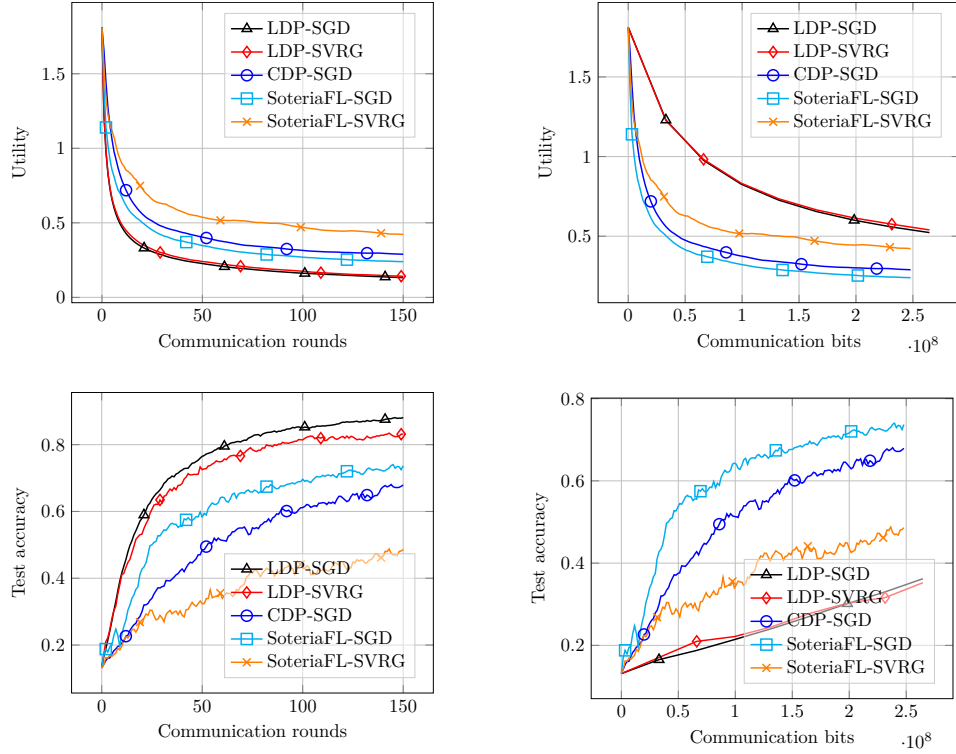 LDP-SGD
LDP-SVRG
CDP-SGD
SoteriaFL-SGD
SoteriaFL-SVRG
1.5
1
0.5
0
Utility
0
50
100
150
Communication rounds
LDP-SGD
LDP-SVRG
CDP-SGD
SoteriaFL-SGD
SoteriaFL-SVRG
1.5
1
0.5
Utility
0
0.5
1
1.5
2
2.5
Communication bits
·10⁸
0.8
0.6
0.4
0.2
Test accuracy
LDP-SGD
LDP-SVRG
CDP-SGD
SoteriaFL-SGD
SoteriaFL-SVRG
0
50
100
150
Communication rounds
0.8
0.6
0.4
0.2
Test accuracy
LDP-SGD
LDP-SVRG
CDP-SGD
SoteriaFL-SGD
SoteriaFL-SVRG
0
0.5
1
1.5
2
2.5
Communication bits
·10⁸